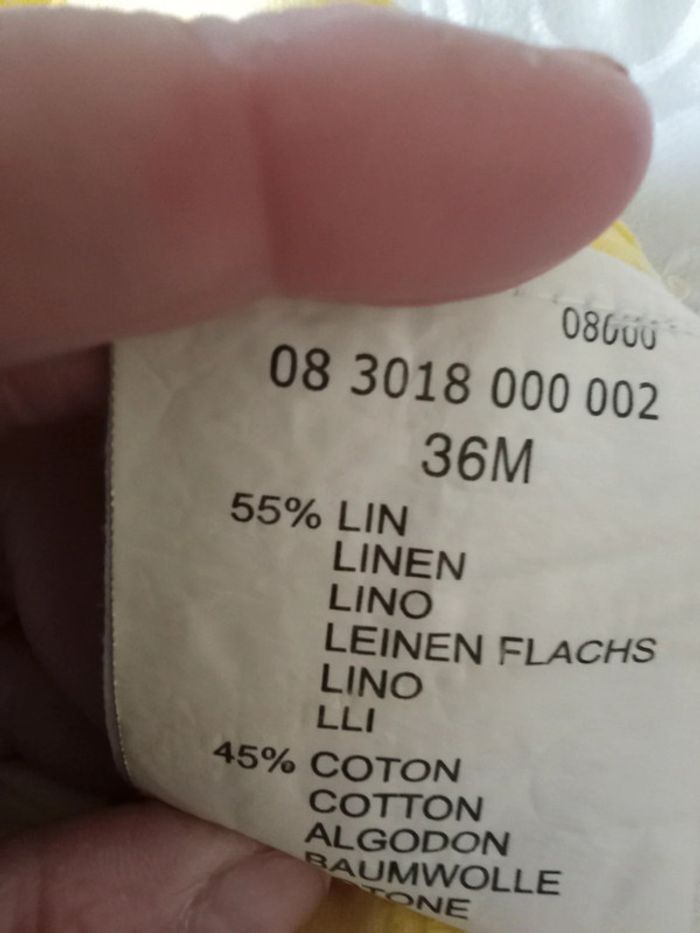 08000
08 3018 000 002
36M
55% LIN
LINEN
LINO
LEINEN FLACHS
LINO
LLI
45% COTON
COTTON
ALGODON
BAUMWOLLE